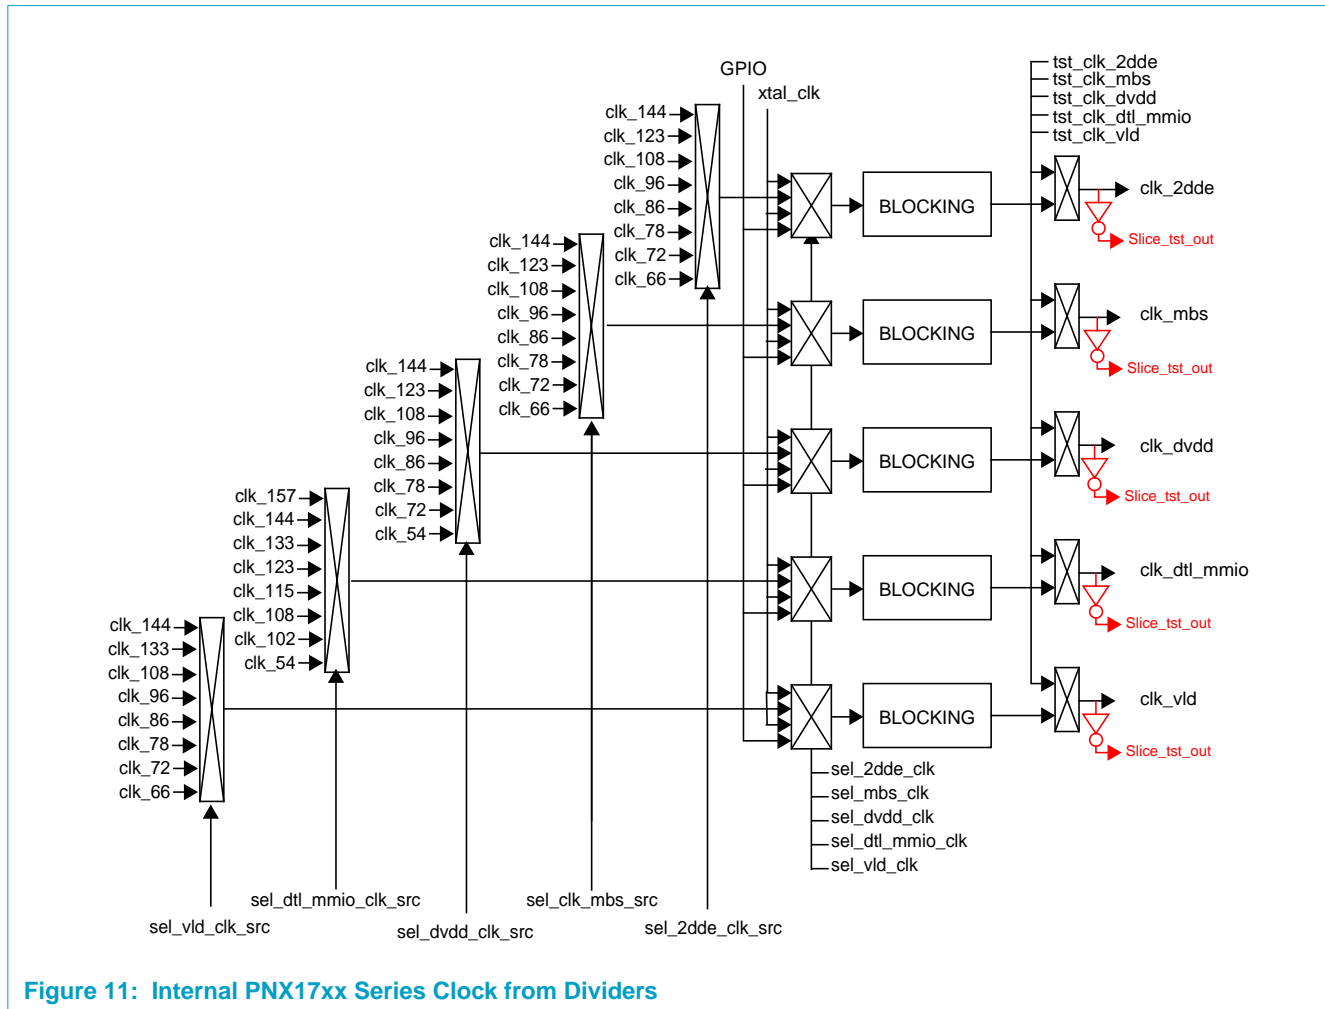 GPIO
xtal_clk
tst_clk_2dde
tst_clk_mbs
tst_clk_dvdd
tst_clk_dtl_mmio
tst_clk_vld
clk_144
clk_123
clk_108
clk_96
clk_86
clk_78
clk_72
clk_66
BLOCKING
clk_2dde
Slice_tst_out
clk_144
clk_123
clk_108
clk_96
clk_86
clk_78
clk_72
clk_66
BLOCKING
clk_mbs
Slice_tst_out
clk_144
clk_123
clk_108
clk_96
clk_86
clk_78
clk_72
clk_54
BLOCKING
clk_dvdd
Slice_tst_out
clk_157
clk_144
clk_133
clk_123
clk_115
clk_108
clk_102
clk_54
BLOCKING
clk_dtl_mmio
Slice_tst_out
clk_144
clk_133
clk_108
clk_96
clk_86
clk_78
clk_72
clk_66
BLOCKING
clk_vld
Slice_tst_out
sel_2dde_clk
sel_mbs_clk
sel_dvdd_clk
sel_dtl_mmio_clk
sel_vld_clk
sel_vld_clk_src
sel_dtl_mmio_clk_src
sel_dvdd_clk_src
sel_clk_mbs_src
sel_2dde_clk_src
Figure 11: Internal PNX17xx Series Clock from Dividers